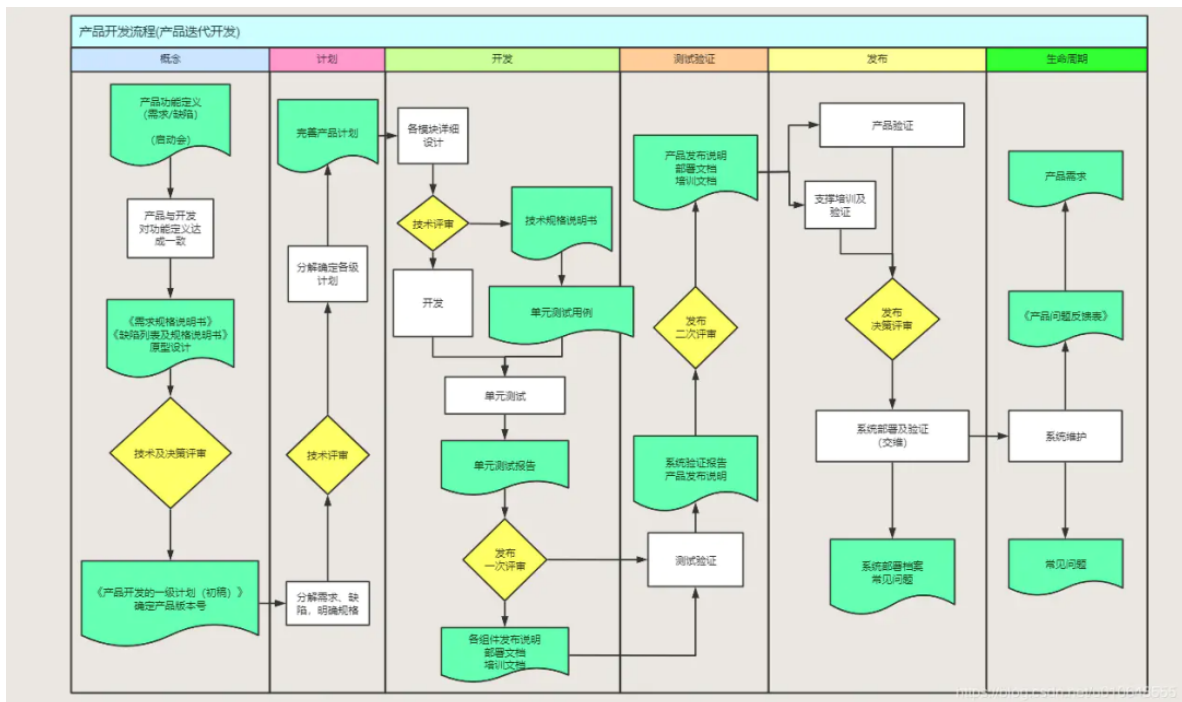 产品开发流程(产品迭代开发)
概念
计划
开发
测试验证
发布
生命周期
产品功能定义
(需求/缺陷)
(启动会)
产品与开发
对功能定义达
成一致
《需求规格说明书》
《缺陷列表及规格说明书》
原型设计
技术及决策评审
《产品开发的一级计划（初稿）》
确定产品版本号
完善产品计划
分解确定各级
计划
技术评审
分解需求、缺
陷，明确规格
各模块详细
设计
技术评审
技术规格说明书
开发
单元测试用例
单元测试
单元测试报告
发布
一次评审
各组件发布说明
部署文档
培训文档
产品发布说明
部署文档
培训文档
发布
二次评审
系统验证报告
产品发布说明
测试验证
产品验证
支撑培训及
验证
发布
决策评审
系统部署及验证
(交维)
系统部署档案
常见问题
产品需求
《产品问题反馈表》
系统维护
常见问题